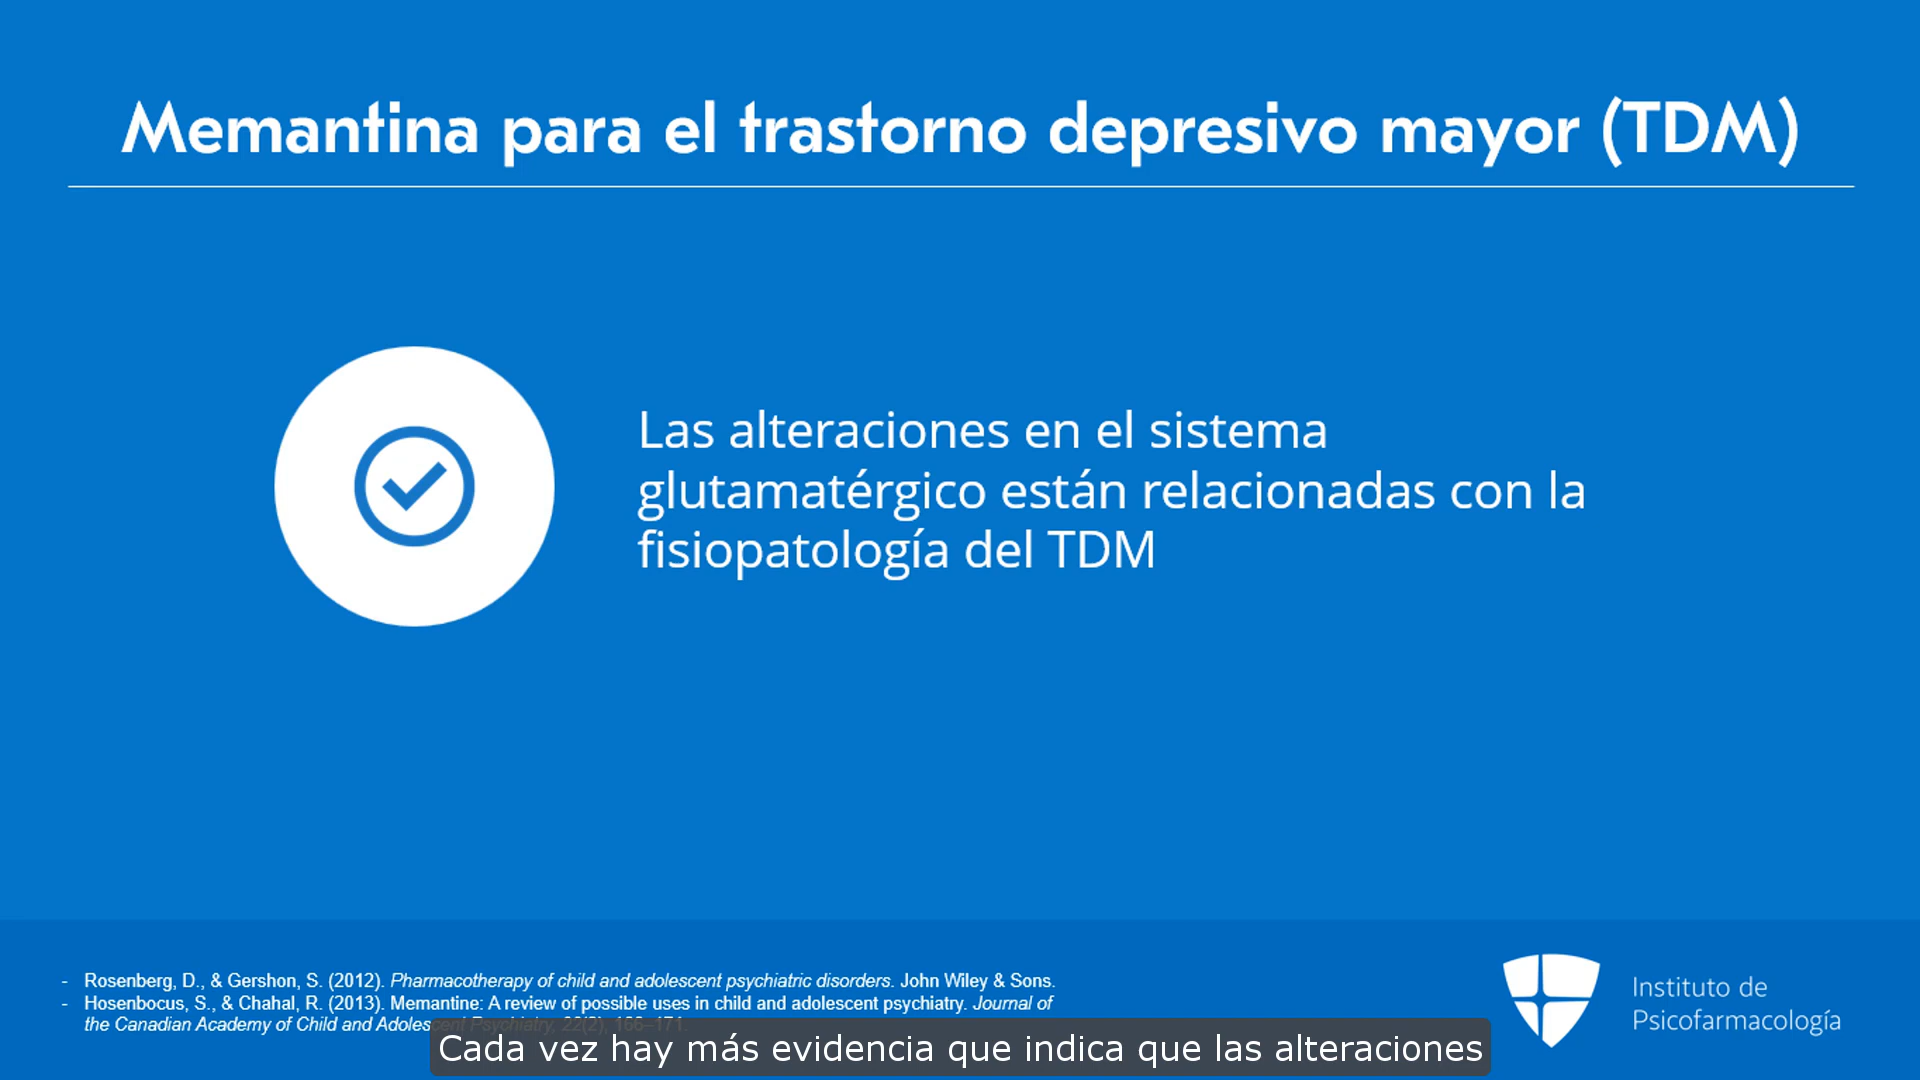 Memantina para el trastorno depresivo mayor (TDM)
Las alteraciones en el sistema
glutamatérgico están relacionadas con la
fisiopatología del TDM
- Rosenberg, D., & Gershon, S. (2012). Pharmacotherapy of child and adolescent psychiatric disorders. John Wiley & Sons.
- Hosenbocus, S., & Chahal, R. (2013). Memantine: A review of possible uses in child and adolescent psychiatry. Journal of
the Canadian Academy of Child and Adolescent Psychiatry, 22(2), 166–171.
Instituto de
Psicofarmacología
Cada vez hay más evidencia que indica que las alteraciones